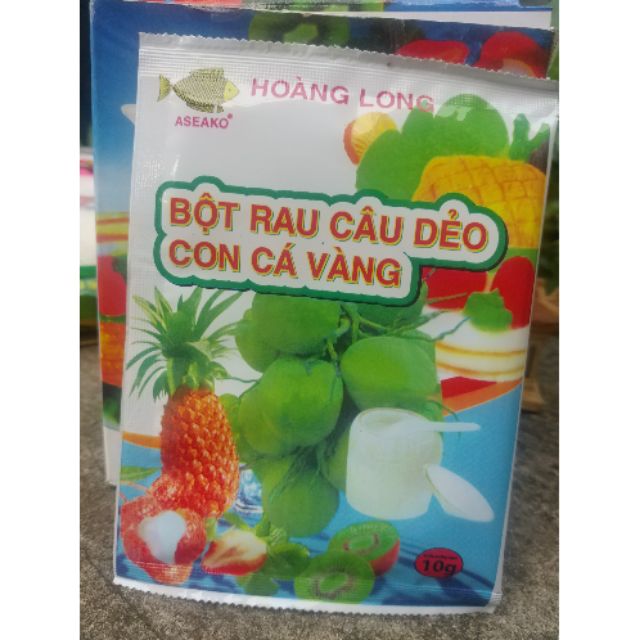 HOÀNG LONG
ASEAKO®
BỘT RAU CÂU DẺO
CON CÁ VÀNG
10g